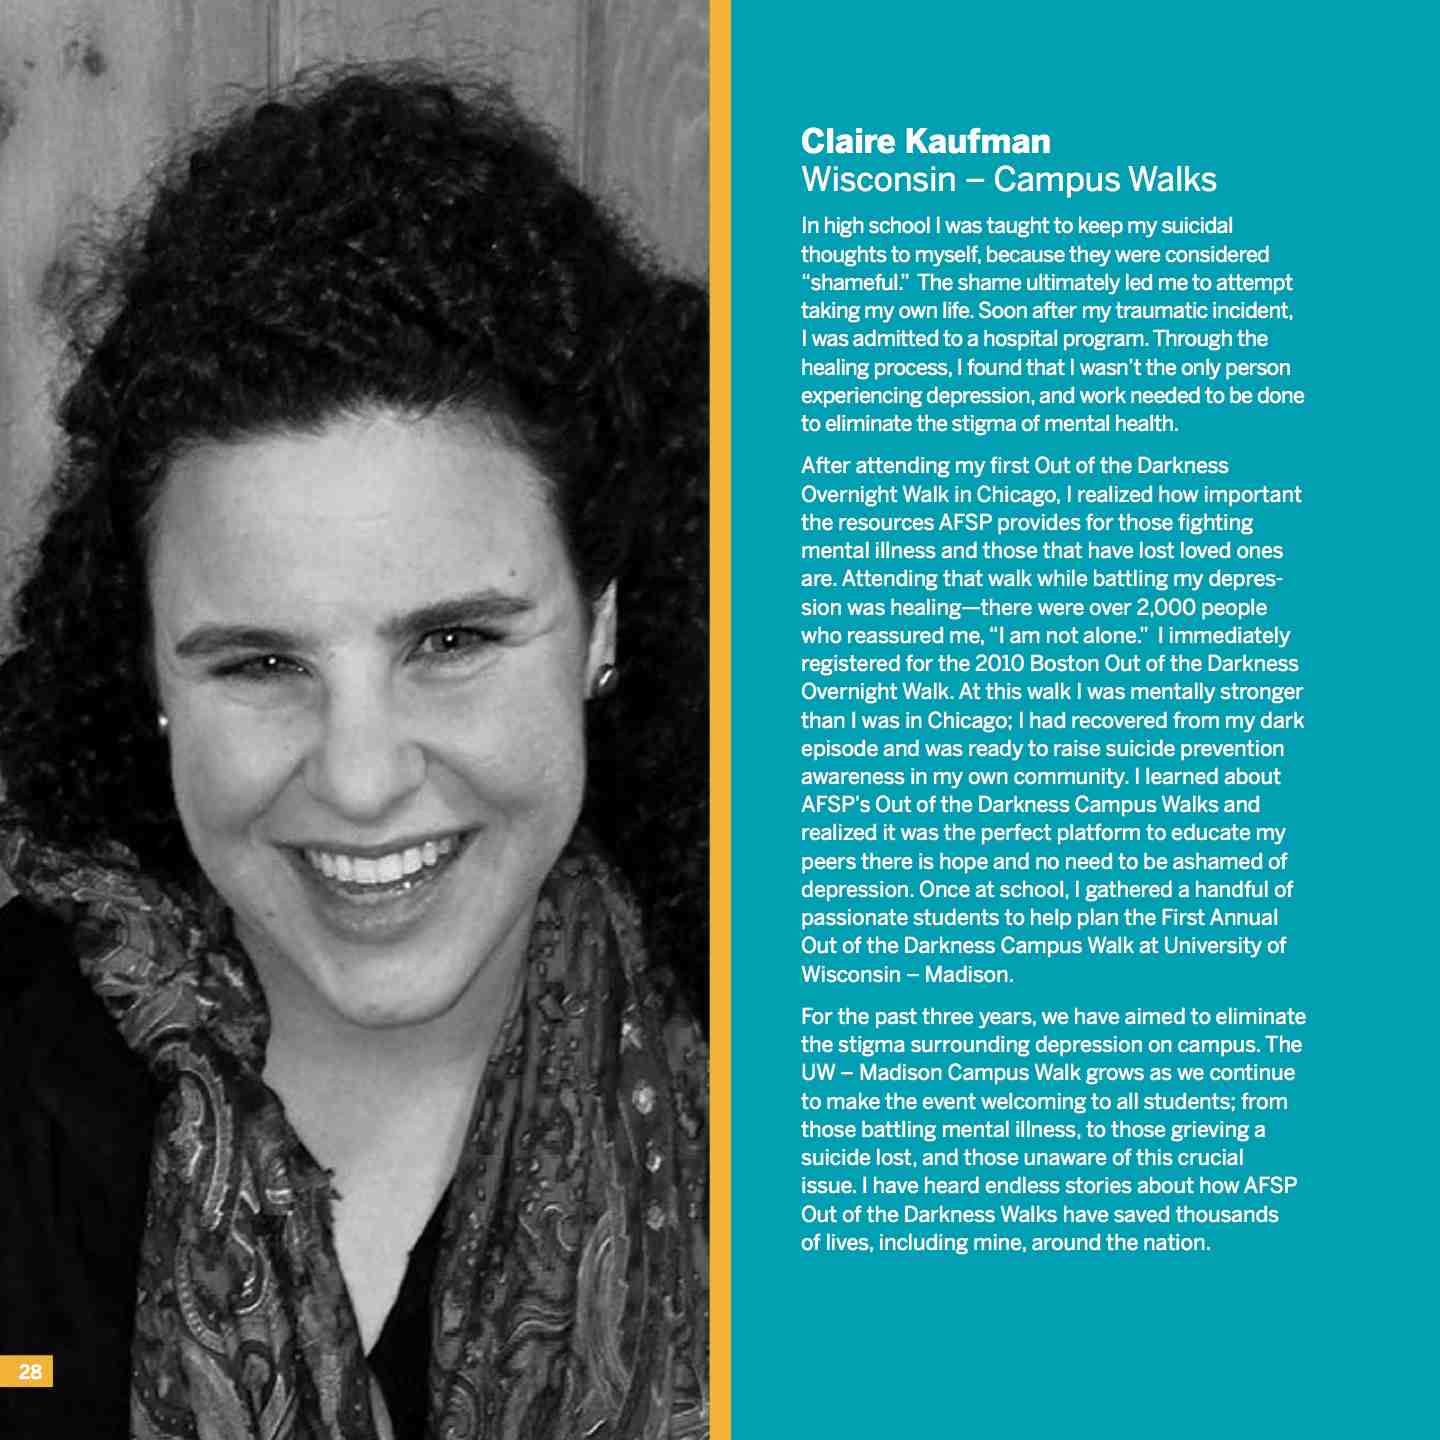 Claire Kaufman
Wisconsin – Campus Walks
In high school I was taught to keep my suicidal
thoughts to myself, because they were considered
“shameful.” The shame ultimately led me to attempt
taking my own life. Soon after my traumatic incident,
I was admitted to a hospital program. Through the
healing process, I found that I wasn’t the only person
experiencing depression, and work needed to be done
to eliminate the stigma of mental health.
After attending my first Out of the Darkness
Overnight Walk in Chicago, I realized how important
the resources AFSP provides for those fighting
mental illness and those that have lost loved ones
are. Attending that walk while battling my depres-
sion was healing—there were over 2,000 people
who reassured me, “I am not alone.” I immediately
registered for the 2010 Boston Out of the Darkness
Overnight Walk. At this walk I was mentally stronger
than I was in Chicago; I had recovered from my dark
episode and was ready to raise suicide prevention
awareness in my own community. I learned about
AFSP’s Out of the Darkness Campus Walks and
realized it was the perfect platform to educate my
peers there is hope and no need to be ashamed of
depression. Once at school, I gathered a handful of
passionate students to help plan the First Annual
Out of the Darkness Campus Walk at University of
Wisconsin – Madison.
For the past three years, we have aimed to eliminate
the stigma surrounding depression on campus. The
UW – Madison Campus Walk grows as we continue
to make the event welcoming to all students; from
those battling mental illness, to those grieving a
suicide lost, and those unaware of this crucial
issue. I have heard endless stories about how AFSP
Out of the Darkness Walks have saved thousands
of lives, including mine, around the nation.
28